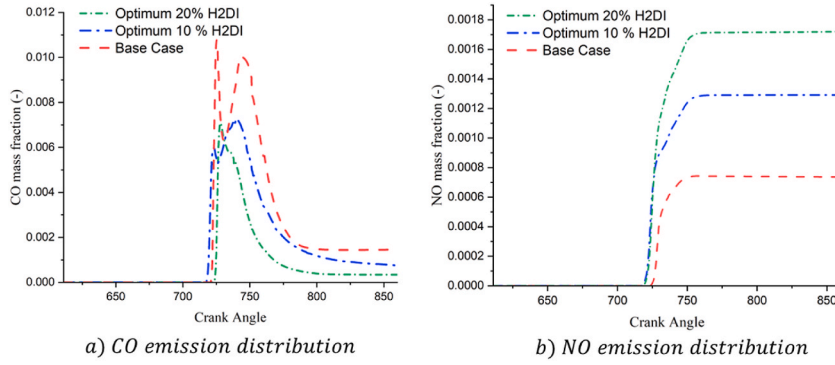 Optimum 20% H2DI
Optimum 10 % H2DI
Base Case
0.012
0.010
0.008
0.006
0.004
0.002
0.000
CO mass fraction (-)
650
700
750
800
850
Crank Angle
a) CO emission distribution
Optimum 20% H2DI
Optimum 10% H2DI
Base Case
0.0018
0.0016
0.0014
0.0012
0.0010
0.0008
0.0006
0.0004
0.0002
0.0000
NO mass fraction (-)
650
700
750
800
850
Crank Angle
b) NO emission distribution